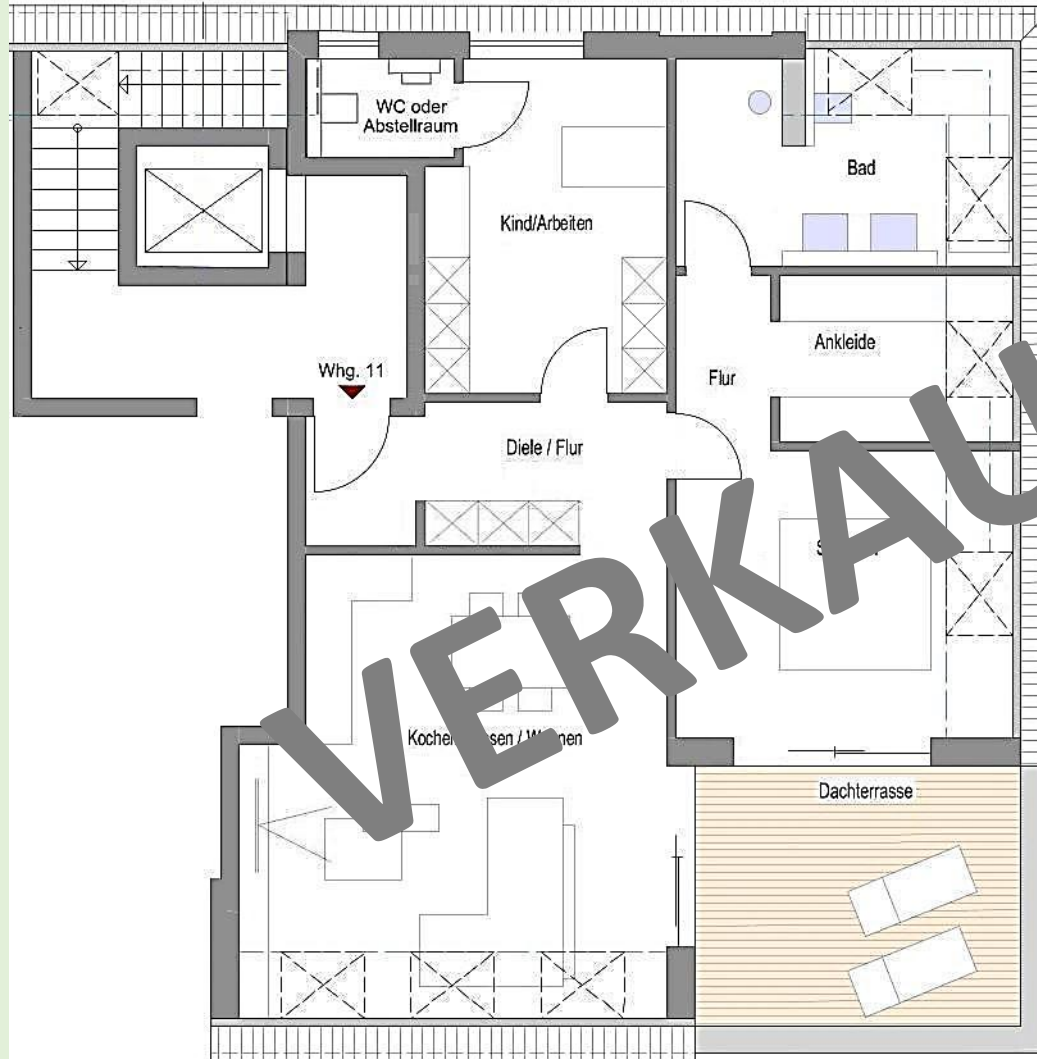 WC oder
Abstellraum
Bad
Kind/Arbeiten
Ankleide
Whg. 11
Flur
Diele / Flur
VERKAU
Dachterrasse